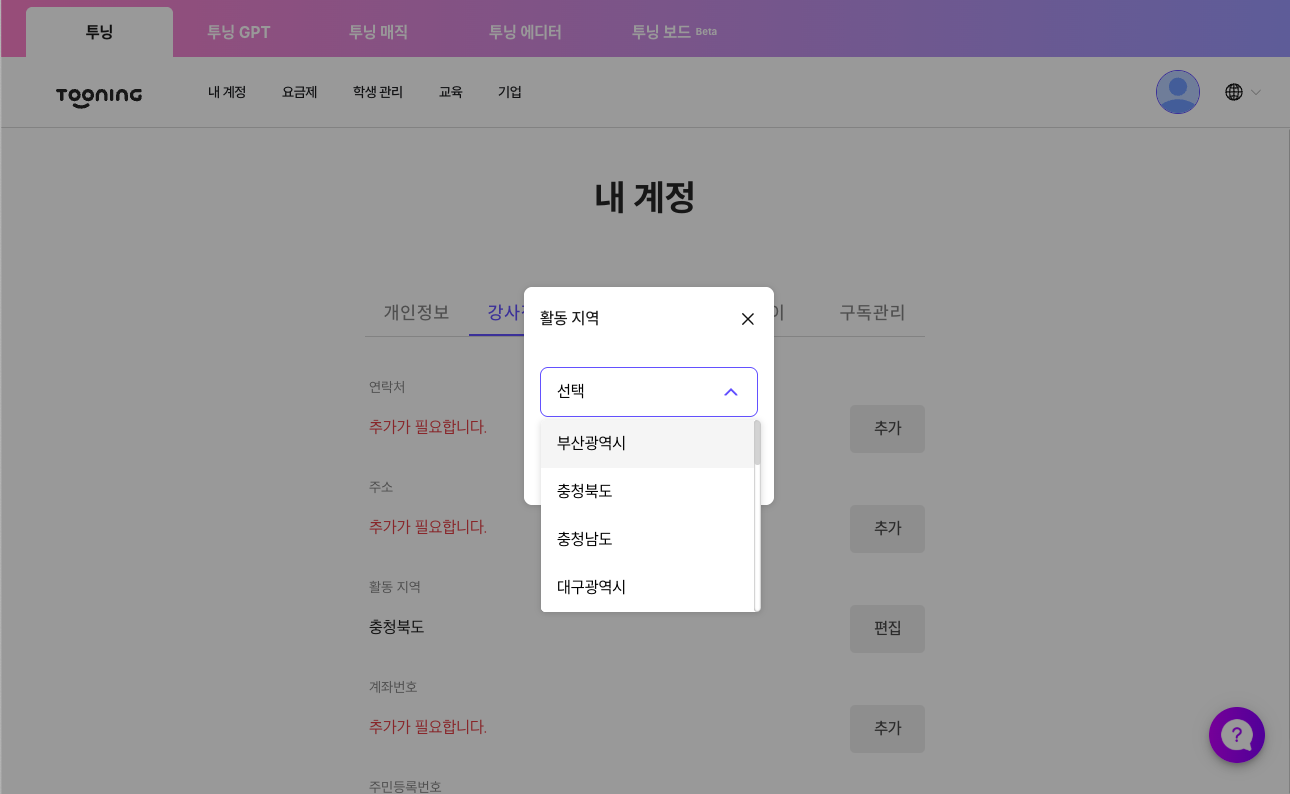 투닝 투닝 GPT 투닝 매직 투닝 에디터 투닝 보드 Beta
TOONING 내 계정 요금제 학생 관리 교육 기업
내 계정
개인정보 강사 이 구독관리
활동 지역
선택
부산광역시
충청북도
충청남도
대구광역시
연락처
추가가 필요합니다. 추가
주소
추가가 필요합니다. 추가
활동 지역
충청북도 편집
계좌번호
추가가 필요합니다. 추가
주민등록번호